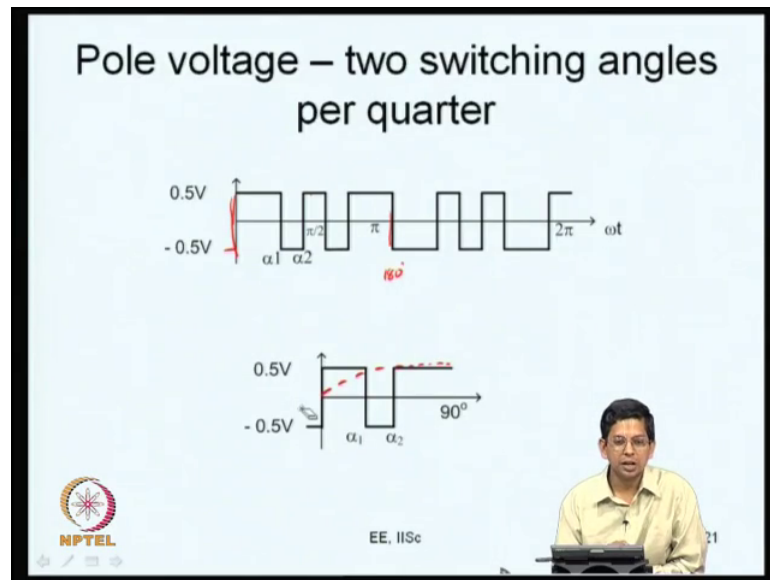 Pole voltage – two switching angles
per quarter
0.5V
- 0.5V
α1 α2
π/2
π
2π
ωt
180°
0.5V
- 0.5V
α₁ α₂
90°
NPTEL
EE, IISc
21